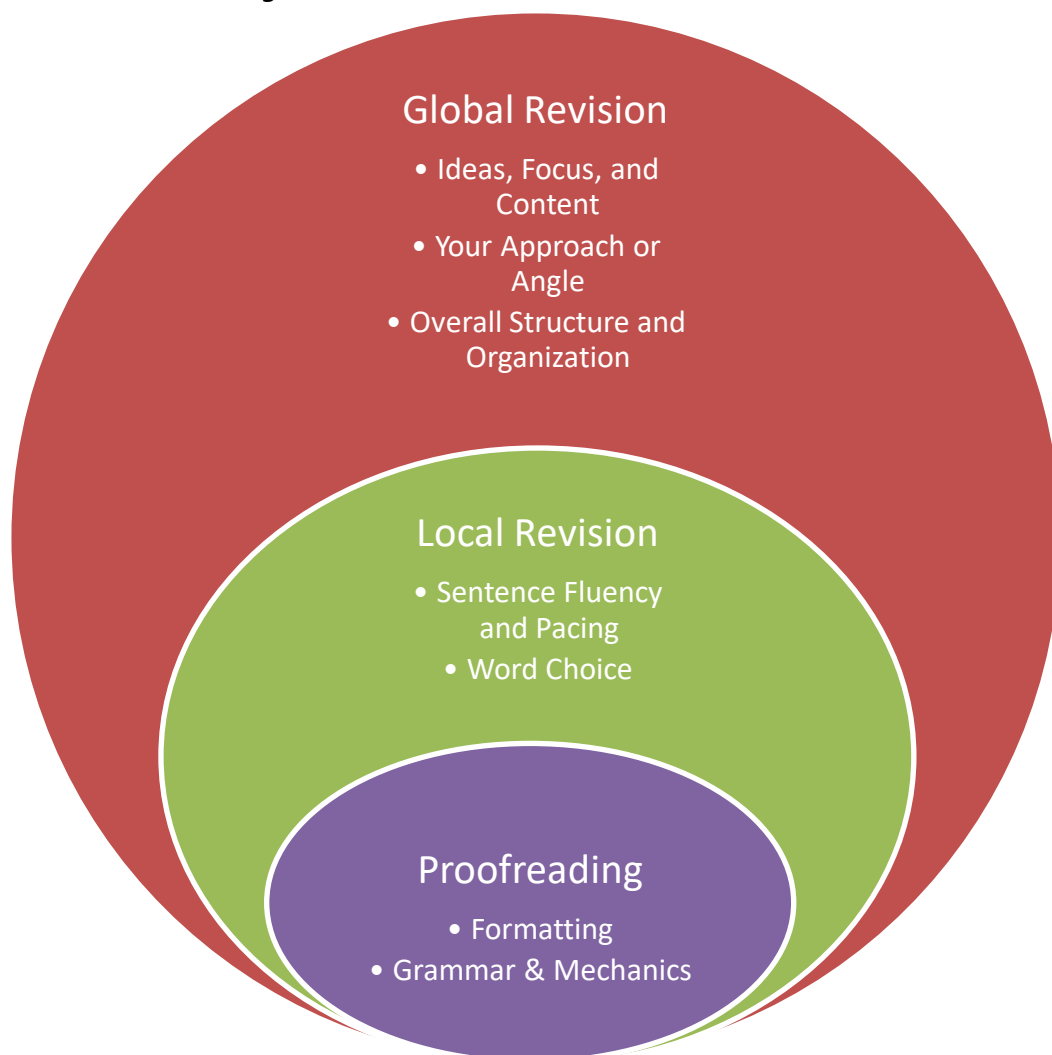 Global Revision
• Ideas, Focus, and
Content
• Your Approach or
Angle
• Overall Structure and
Organization
Local Revision
• Sentence Fluency
and Pacing
• Word Choice
Proofreading
• Formatting
• Grammar & Mechanics